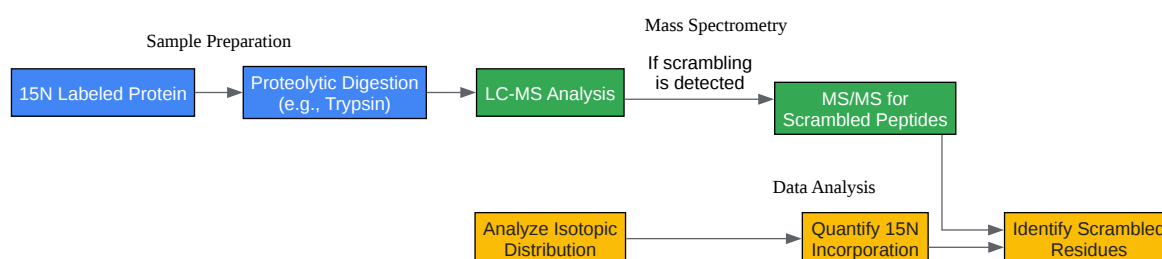 Mass Spectrometry
Sample Preparation
If scrambling
is detected
15N Labeled Protein
Proteolytic Digestion
(e.g., Trypsin)
LC-MS Analysis
MS/MS for
Scrambled Peptides
Data Analysis
Analyze Isotopic
Distribution
Quantify 15N
Incorporation
Identify Scrambled
Residues